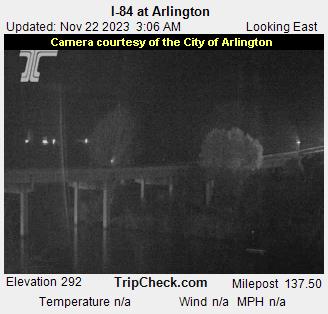 I-84 at Arlington
Updated: Nov 22 2023 3:06 AM Looking East
Camera courtesy of the City of Arlington
Elevation 292 TripCheck.com Milepost 137.50
Temperature n/a Wind n/a MPH n/a